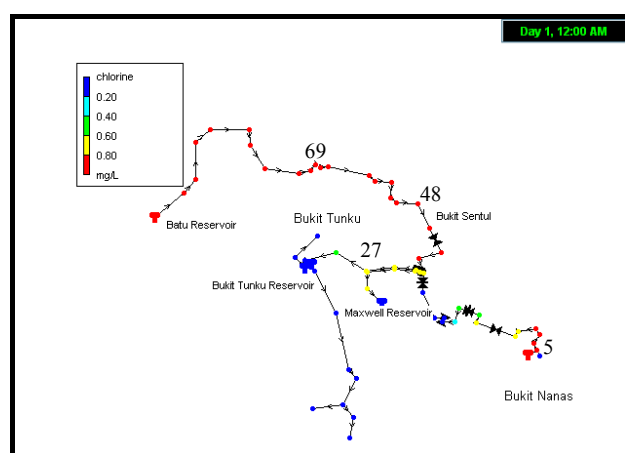 Day 1, 12:00 AM
chlorine
0.20
0.40
0.60
0.80
mg/L
69
48
Batu Reservoir
Bukit Tunku
Bukit Sentul
27
Bukit Tunku Reservoir
Maxwell Reservoir
5
Bukit Nanas